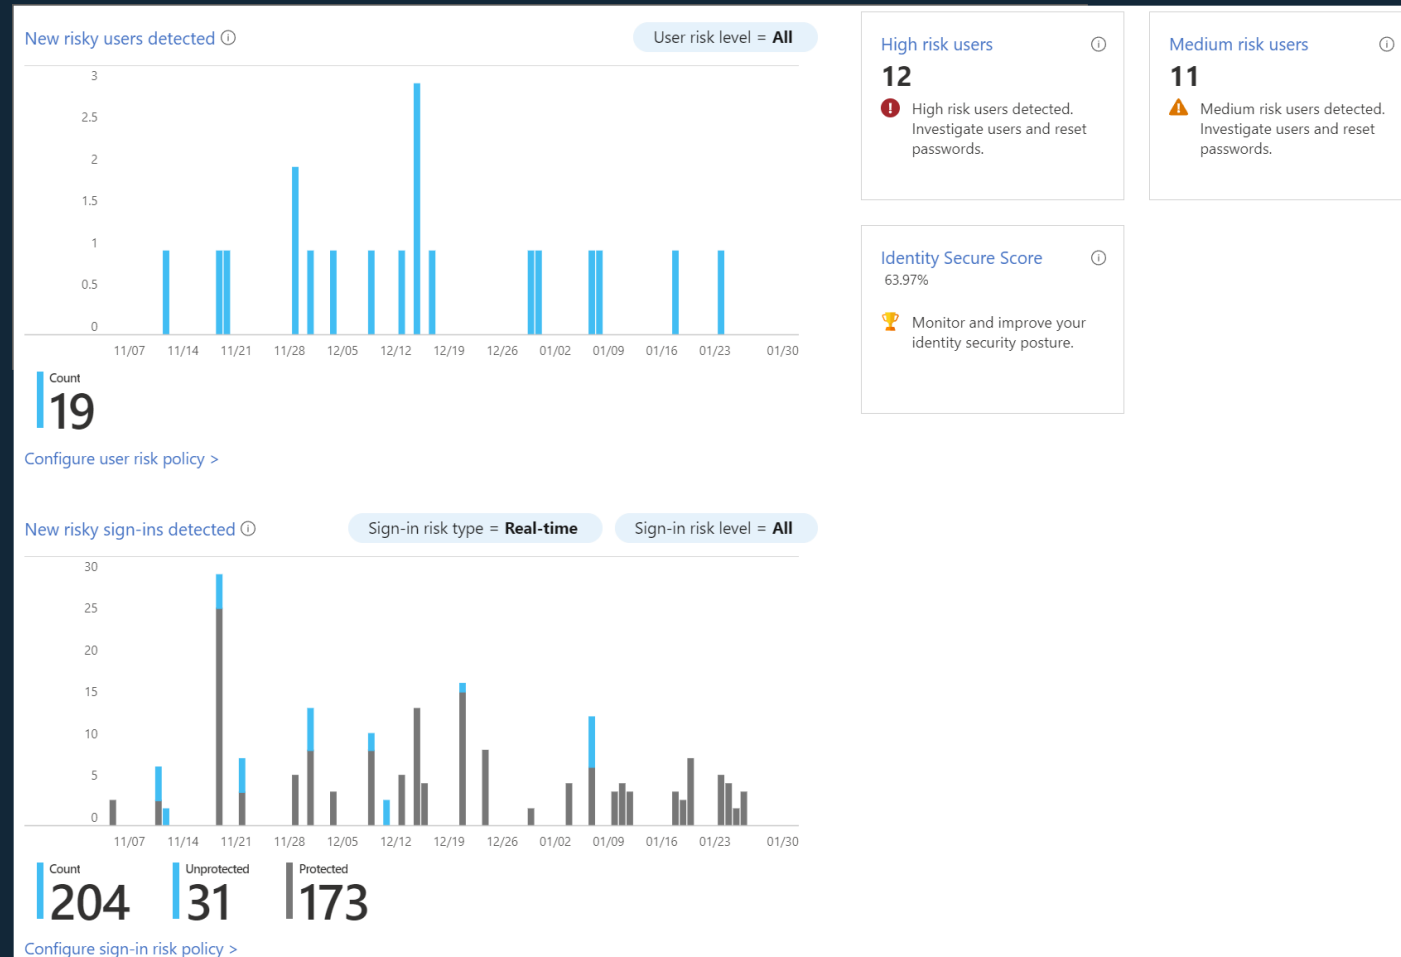 New risky users detected
User risk level = All
3
2.5
2
1.5
1
0.5
0
11/07 11/14 11/21 11/28 12/05 12/12 12/19 12/26 01/02 01/09 01/16 01/23 01/30
Count
19
Configure user risk policy >
High risk users
12
High risk users detected.
Investigate users and reset
passwords.
Medium risk users
11
Medium risk users detected.
Investigate users and reset
passwords.
Identity Secure Score
63.97%
Monitor and improve your
identity security posture.
New risky sign-ins detected
Sign-in risk type = Real-time
Sign-in risk level = All
30
25
20
15
10
5
0
11/07 11/14 11/21 11/28 12/05 12/12 12/19 12/26 01/02 01/09 01/16 01/23 01/30
Count
204
Unprotected
31
Protected
173
Configure sign-in risk policy >